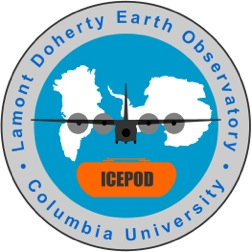 • Lamont Doherty Earth Observatory •
Columbia University
ICEPOD